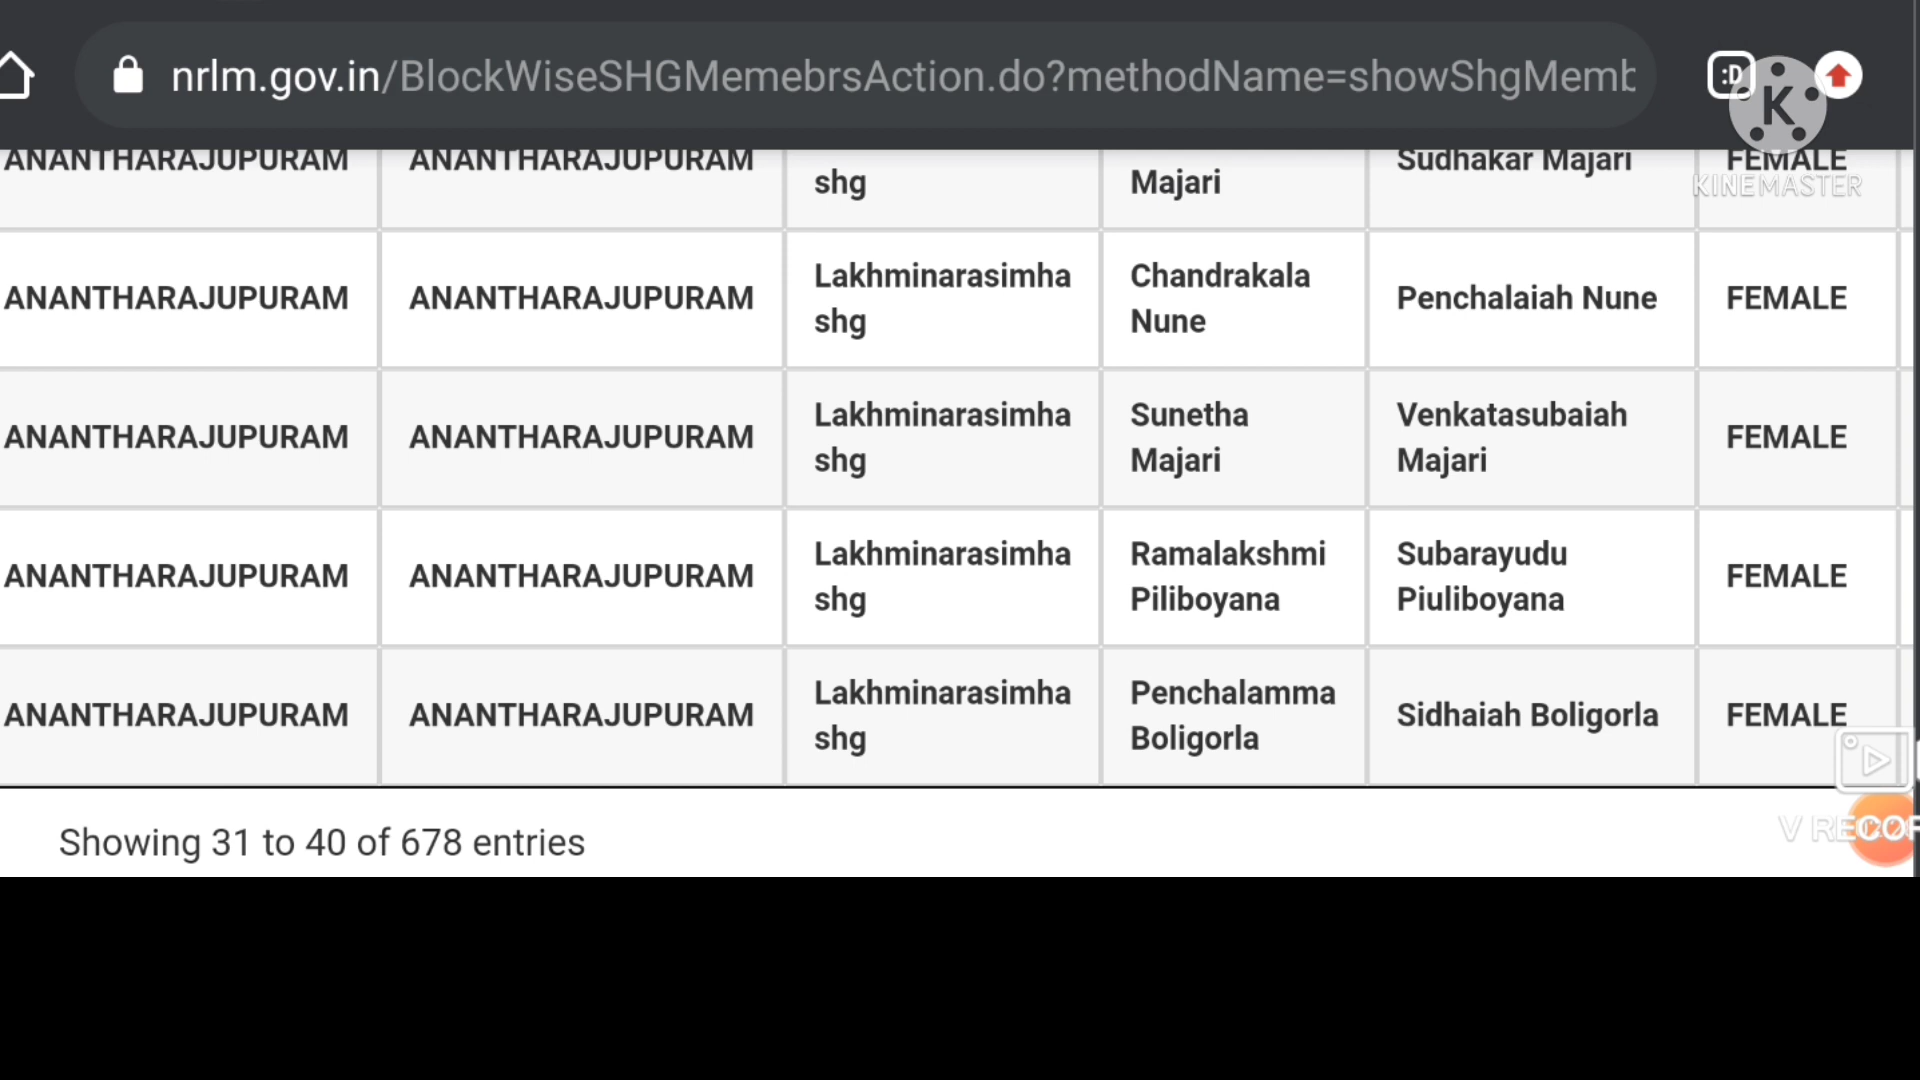 nrlm.gov.in/BlockWiseSHGMemebrsAction.do?methodName=showShgMemb
:D
K
KINEMASTER
ANANTHARAJUPURAM ANANTHARAJUPURAM shg Majari Sudhakar Majari FEMALE
ANANTHARAJUPURAM ANANTHARAJUPURAM Lakhminarasimha Chandrakala Penchalaiah Nune FEMALE
shg Nune
ANANTHARAJUPURAM ANANTHARAJUPURAM Lakhminarasimha Sunetha Venkatasubaiah FEMALE
shg Majari Majari
ANANTHARAJUPURAM ANANTHARAJUPURAM Lakhminarasimha Ramalakshmi Subarayudu FEMALE
shg Piliboyana Piuliboyana
ANANTHARAJUPURAM ANANTHARAJUPURAM Lakhminarasimha Penchalamma Sidhaiah Boligorla FEMALE
shg Boligorla
Showing 31 to 40 of 678 entries
V RECOR